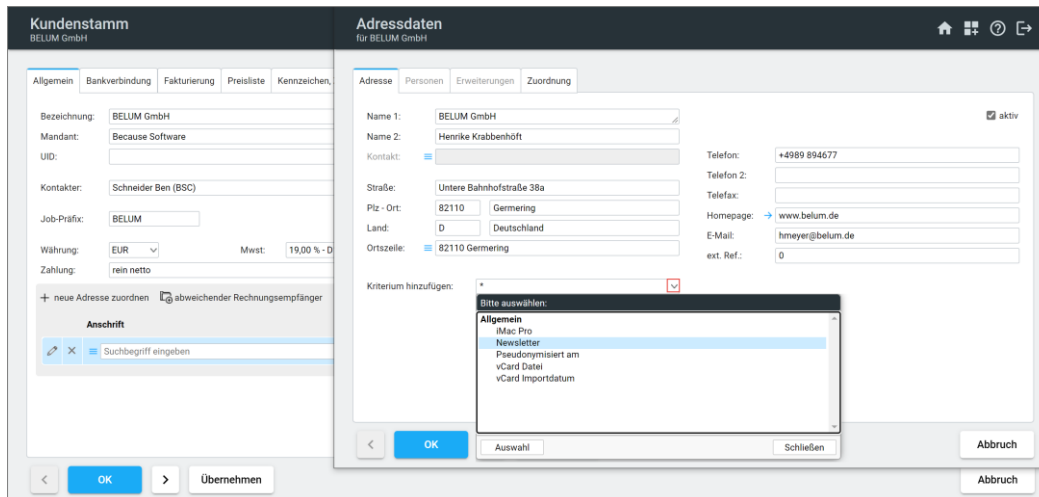 Kundenstamm
BELUM GmbH
Allgemein Bankverbindung Fakturierung Preisliste Kennzeichen,
Bezeichnung: BELUM GmbH
Mandant: Because Software
UID:
Kontakter: Schneider Ben (BSC)
Job-Präfix: BELUM
Währung: EUR Mwst: 19,00 % - D
Zahlung: rein netto
+ neue Adresse zuordnen abweichender Rechnungsempfänger
Anschrift
Suchbegriff eingeben
OK Übernehmen Abbruch
Adressdaten
für BELUM GmbH
Adresse Personen Erweiterungen Zuordnung
Name 1: BELUM GmbH
aktiv
Name 2: Henrike Krabbenhöft
Kontakt:
Straße: Untere Bahnhofstraße 38a
Plz - Ort: 82110 Germering
Land: D Deutschland
Ortszeile: 82110 Germering
Telefon: +4989 894677
Telefon 2:
Telefax:
Homepage: www.belum.de
E-Mail: hmeyer@belum.de
ext. Ref.: 0
Kriterium hinzufügen: *
Bitte auswählen:
Allgemein
iMac Pro
Newsletter
Pseudonymisiert am
vCard Datei
vCard Importdatum
Auswahl Schließen
OK Abbruch